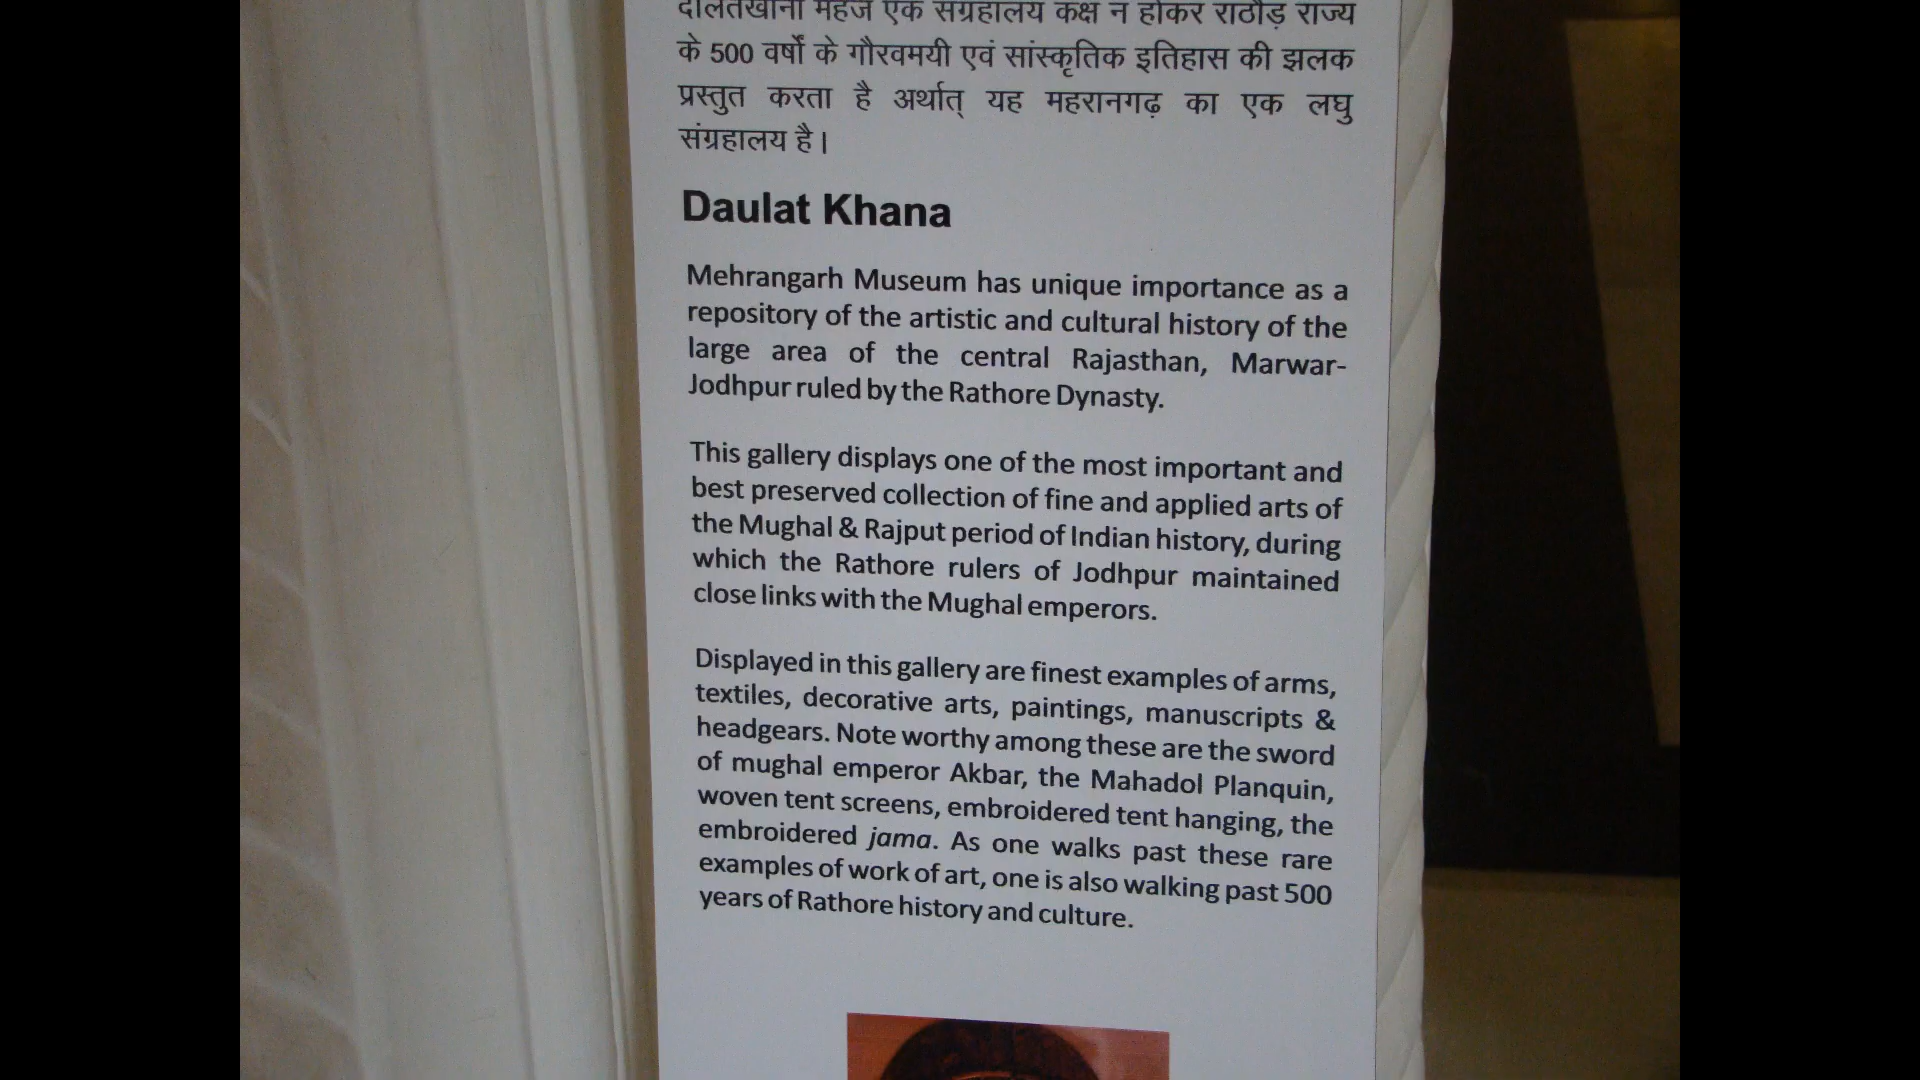 दौलतखाना महज एक संग्रहालय कक्ष न होकर राठौड़ राज्य
के 500 वर्षों के गौरवमयी एवं सांस्कृतिक इतिहास की झलक
प्रस्तुत करता है अर्थात् यह महरानगढ़ का एक लघु
संग्रहालय है।
Daulat Khana
Mehrangarh Museum has unique importance as a
repository of the artistic and cultural history of the
large area of the central Rajasthan, Marwar-
Jodhpur ruled by the Rathore Dynasty.
This gallery displays one of the most important and
best preserved collection of fine and applied arts of
the Mughal & Rajput period of Indian history, during
which the Rathore rulers of Jodhpur maintained
close links with the Mughal emperors.
Displayed in this gallery are finest examples of arms,
textiles, decorative arts, paintings, manuscripts &
headgears. Note worthy among these are the sword
of mughal emperor Akbar, the Mahadol Planquin,
woven tent screens, embroidered tent hanging, the
embroidered jama. As one walks past these rare
examples of work of art, one is also walking past 500
years of Rathore history and culture.